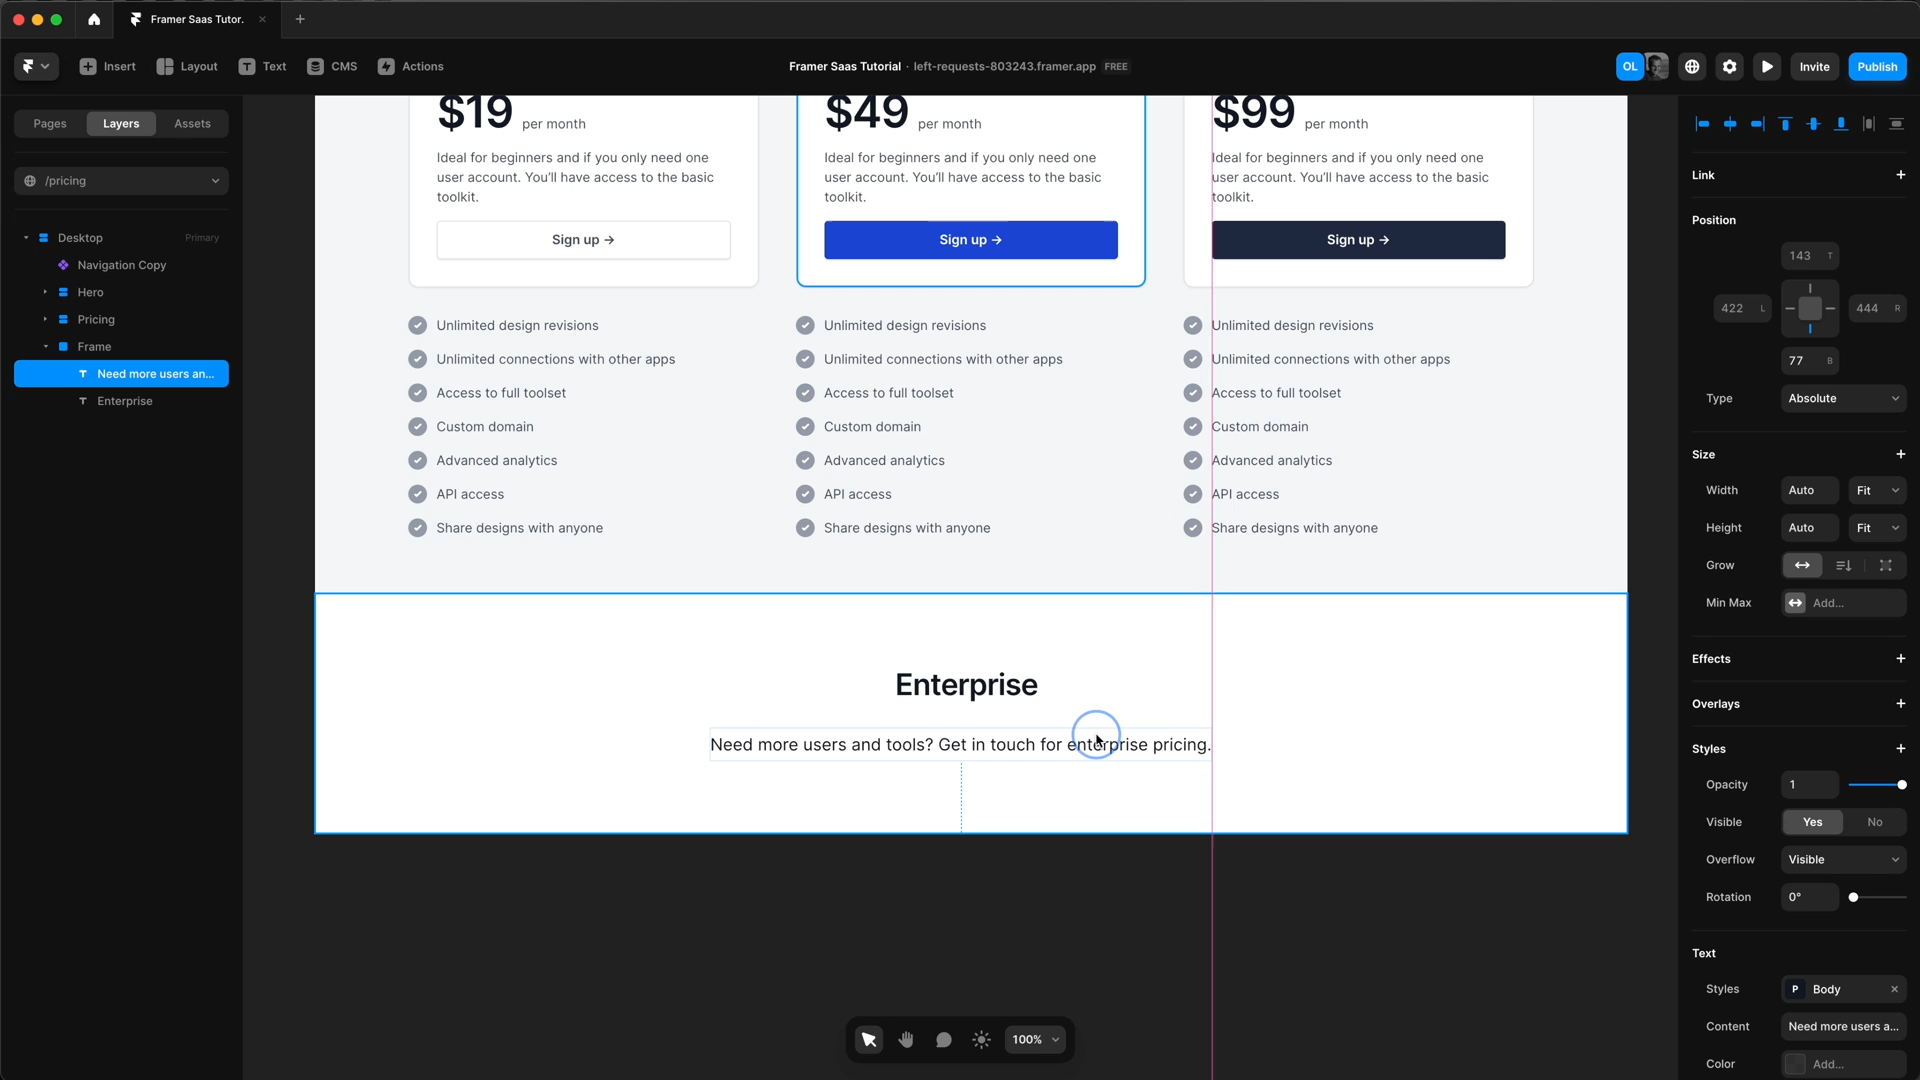 Framer Saas Tutor.
Insert
Layout
Text
CMS
Actions
Framer Saas Tutorial · left-requests-803243.framer.app FREE
OL
Invite
Publish
Pages
Layers
Assets
/pricing
Desktop
Primary
Navigation Copy
Hero
Pricing
Frame
Need more users an...
Enterprise
$19 per month
Ideal for beginners and if you only need one
user account. You'll have access to the basic
toolkit.
Sign up →
Unlimited design revisions
Unlimited connections with other apps
Access to full toolset
Custom domain
Advanced analytics
API access
Share designs with anyone
$49 per month
Ideal for beginners and if you only need one
user account. You'll have access to the basic
toolkit.
Sign up →
Unlimited design revisions
Unlimited connections with other apps
Access to full toolset
Custom domain
Advanced analytics
API access
Share designs with anyone
$99 per month
Ideal for beginners and if you only need one
user account. You'll have access to the basic
toolkit.
Sign up →
Unlimited design revisions
Unlimited connections with other apps
Access to full toolset
Custom domain
Advanced analytics
API access
Share designs with anyone
Enterprise
Need more users and tools? Get in touch for enterprise pricing.
100%
Link
Position
143 T
422 L
444 R
77 B
Type Absolute
Size
Width Auto Fit
Height Auto Fit
Grow
Min Max Add...
Effects
Overlays
Styles
Opacity 1
Visible Yes No
Overflow Visible
Rotation 0°
Text
Styles P Body
Content Need more users a...
Color Add...